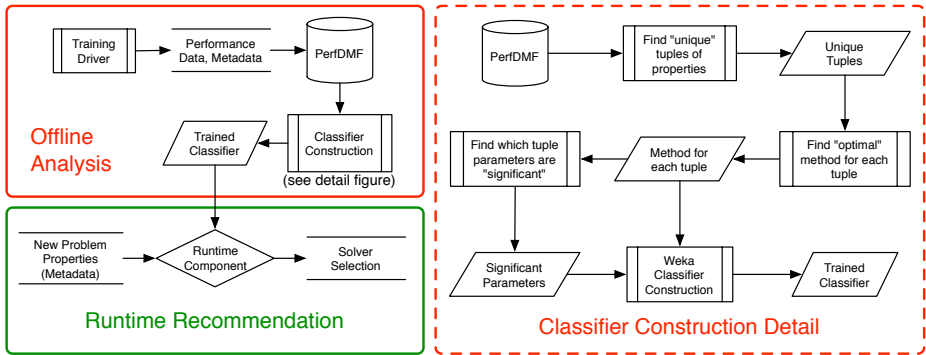 Training
Driver
Performance
Data, Metadata
PerfDMF
Offline
Analysis
Trained
Classifier
Classifier
Construction
(see detail figure)
New Problem
Properties
(Metadata)
Runtime
Component
Solver
Selection
Runtime Recommendation
PerfDMF
Find "unique"
tuples of
properties
Unique
Tuples
Find which tuple
parameters are
"significant"
Method for
each tuple
Find "optimal"
method for each
tuple
Significant
Parameters
Weka
Classifier
Construction
Trained
Classifier
Classifier Construction Detail